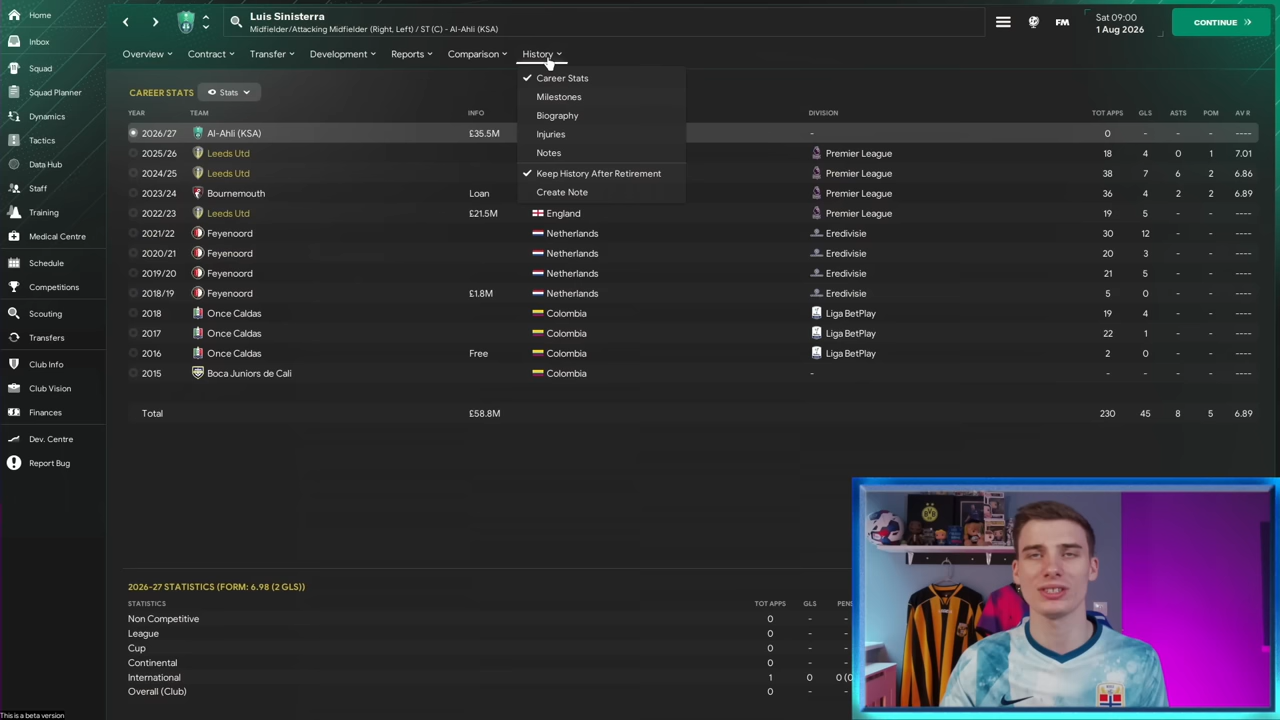 Home
Inbox
Squad
Squad Planner
Dynamics
Tactics
Data Hub
Staff
Training
Medical Centre
Schedule
Competitions
Scouting
Transfers
Club Info
Club Vision
Finances
Dev. Centre
Report Bug
This is a beta version
Luis Sinisterra
Midfielder/Attacking Midfielder (Right, Left) / ST (C) - Al-Ahli (KSA)
FM
Sat 09:00
1 Aug 2026
CONTINUE
Overview Contract Transfer Development Reports Comparison History
Career Stats
Milestones
Biography
Injuries
Notes
Keep History After Retirement
Create Note
CAREER STATS Stats
YEAR TEAM INFO DIVISION TOT APPS GLS ASTS POM AV R
2026/27 Al-Ahli (KSA) £35.5M - 0 - - - ----
2025/26 Leeds Utd Premier League 18 4 0 1 7.01
2024/25 Leeds Utd Premier League 38 7 6 2 6.86
2023/24 Bournemouth Loan Premier League 36 4 2 2 6.89
2022/23 Leeds Utd £21.5M England Premier League 19 5 - - ----
2021/22 Feyenoord Netherlands Eredivisie 30 12 - - ----
2020/21 Feyenoord Netherlands Eredivisie 20 3 - - ----
2019/20 Feyenoord Netherlands Eredivisie 21 5 - - ----
2018/19 Feyenoord £1.8M Netherlands Eredivisie 5 0 - - ----
2018 Once Caldas Colombia Liga BetPlay 19 4 - - ----
2017 Once Caldas Colombia Liga BetPlay 22 1 - - ----
2016 Once Caldas Free Colombia Liga BetPlay 2 0 - - ----
2015 Boca Juniors de Cali Colombia - - - - - ----
Total £58.8M 230 45 8 5 6.89
2026-27 STATISTICS (FORM: 6.98 (2 GLS))
STATISTICS TOT APPS GLS PENS
Non Competitive 0 - -
League 0 - -
Cup 0 - -
Continental 0 - -
International 1 0 0 (0
Overall (Club) 0 - -